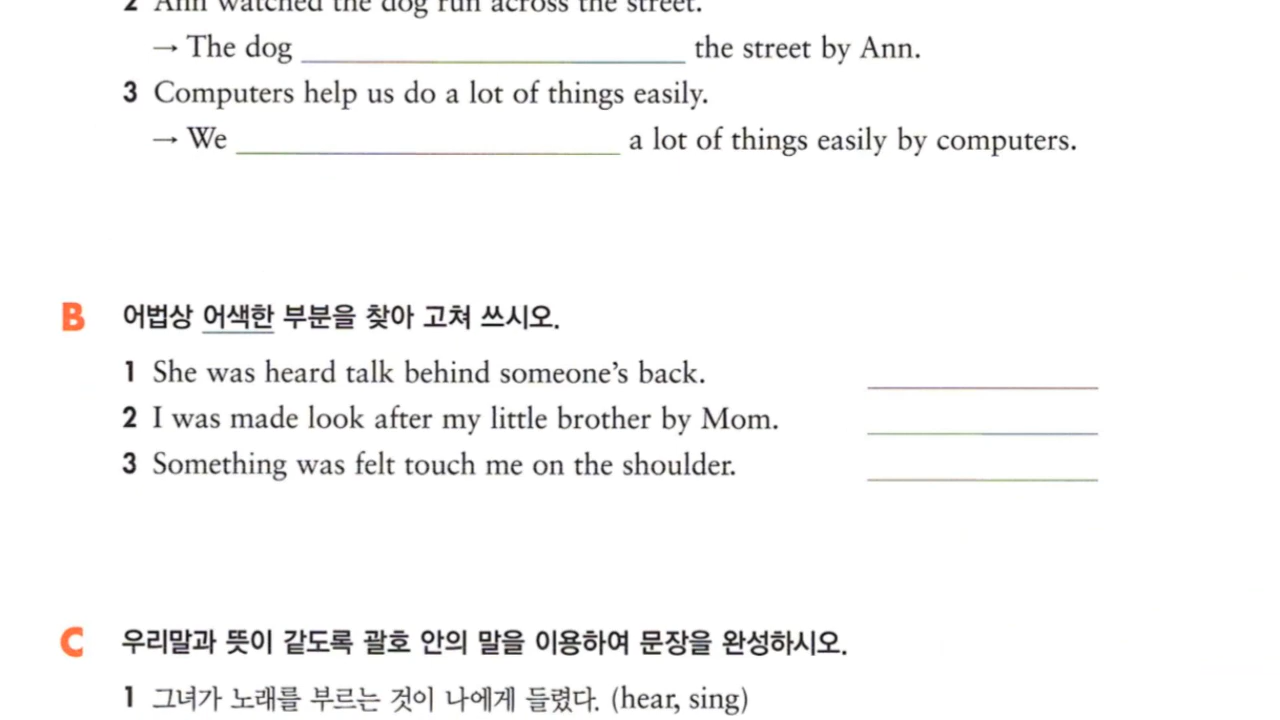 2 Ann watched the dog run across the street.
→ The dog ____________ the street by Ann.
3 Computers help us do a lot of things easily.
→ We ____________ a lot of things easily by computers.
B 어법상 어색한 부분을 찾아 고쳐 쓰시오.
1 She was heard talk behind someone's back. ____________
2 I was made look after my little brother by Mom. ____________
3 Something was felt touch me on the shoulder. ____________
C 우리말과 뜻이 같도록 괄호 안의 말을 이용하여 문장을 완성하시오.
1 그녀가 노래를 부르는 것이 나에게 들렸다. (hear, sing)